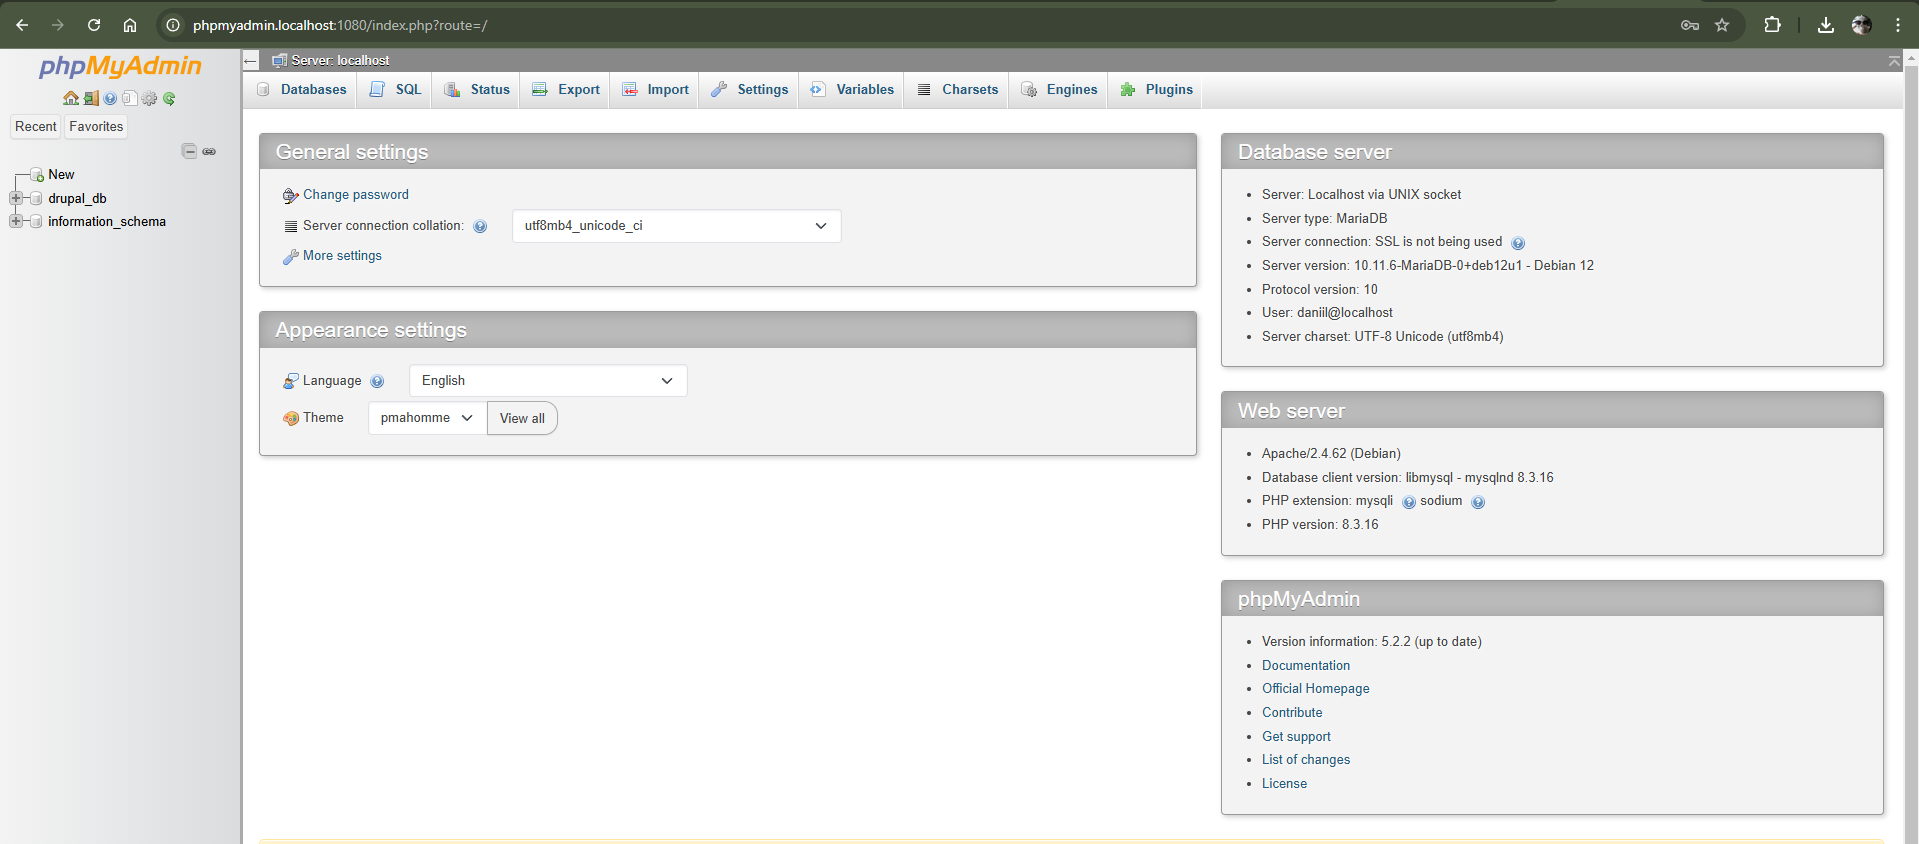 phpmyadmin.localhost:1080/index.php?route=/
phpMyAdmin
Recent Favorites
New
drupal_db
information_schema
Server: localhost
Databases SQL Status Export Import Settings Variables Charsets Engines Plugins
General settings
Change password
Server connection collation: utf8mb4_unicode_ci
More settings
Appearance settings
Language English
Theme pmahomme View all
Database server
Server: Localhost via UNIX socket
Server type: MariaDB
Server connection: SSL is not being used
Server version: 10.11.6-MariaDB-0+deb12u1 - Debian 12
Protocol version: 10
User: daniil@localhost
Server charset: UTF-8 Unicode (utf8mb4)
Web server
Apache/2.4.62 (Debian)
Database client version: libmysql - mysqlnd 8.3.16
PHP extension: mysqli sodium
PHP version: 8.3.16
phpMyAdmin
Version information: 5.2.2 (up to date)
Documentation
Official Homepage
Contribute
Get support
List of changes
License